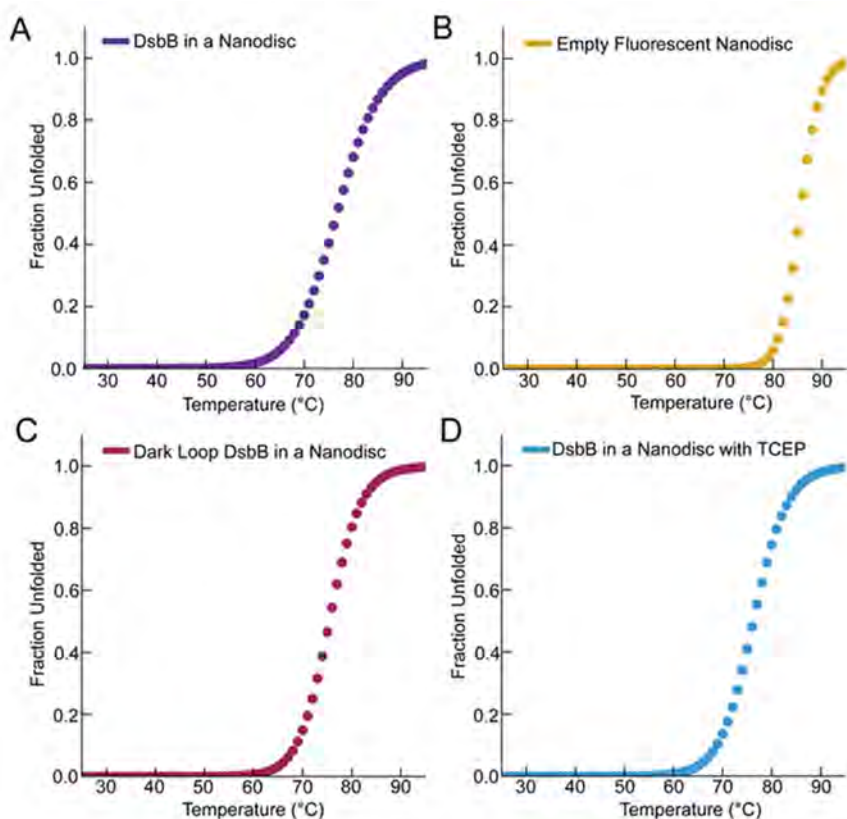 A
DsbB in a Nanodisc
1.0
0.8
0.6
0.4
0.2
0.0
Fraction Unfolded
30 40 50 60 70 80 90
Temperature (°C)
B
Empty Fluorescent Nanodisc
1.0
0.8
0.6
0.4
0.2
0.0
Fraction Unfolded
30 40 50 60 70 80 90
Temperature (°C)
C
Dark Loop DsbB in a Nanodisc
1.0
0.8
0.6
0.4
0.2
0.0
Fraction Unfolded
30 40 50 60 70 80 90
Temperature (°C)
D
DsbB in a Nanodisc with TCEP
1.0
0.8
0.6
0.4
0.2
0.0
Fraction Unfolded
30 40 50 60 70 80 90
Temperature (°C)